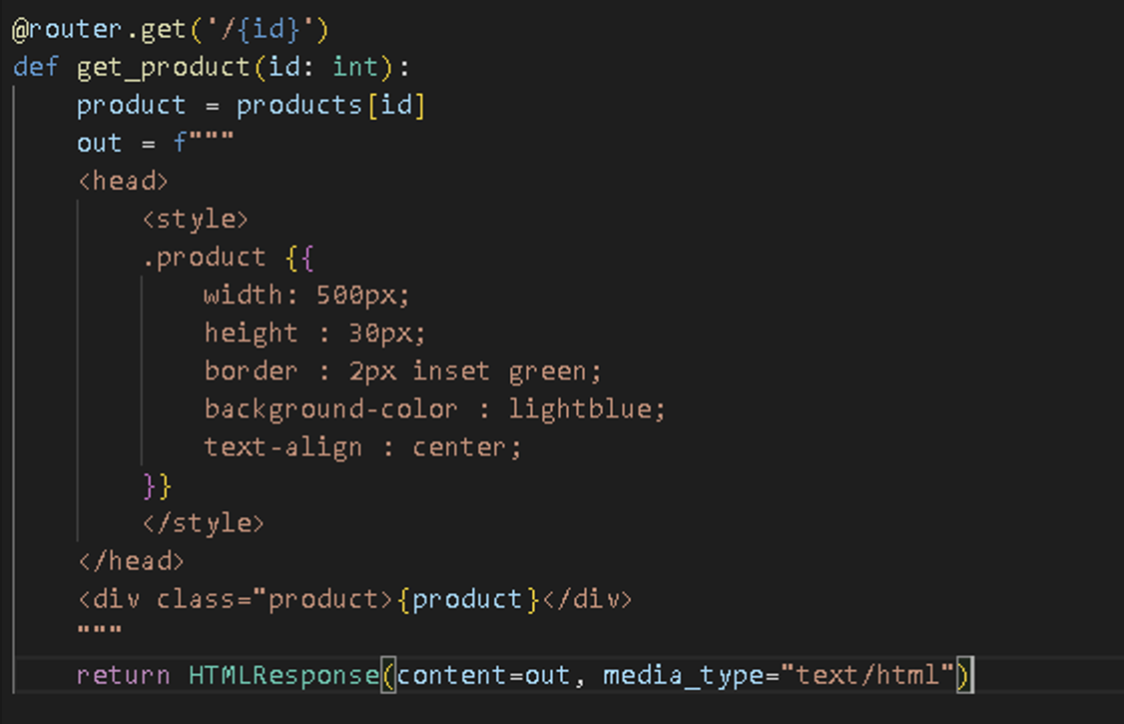 @router.get('/{id}')
def get_product(id: int):
    product = products[id]
    out = f"""
    <head>
        <style>
        .product {{
            width: 500px;
            height : 30px;
            border : 2px inset green;
            background-color : lightblue;
            text-align : center;
        }}
        </style>
    </head>
    <div class="product>{product}</div>
    """
    return HTMLResponse(content=out, media_type="text/html")